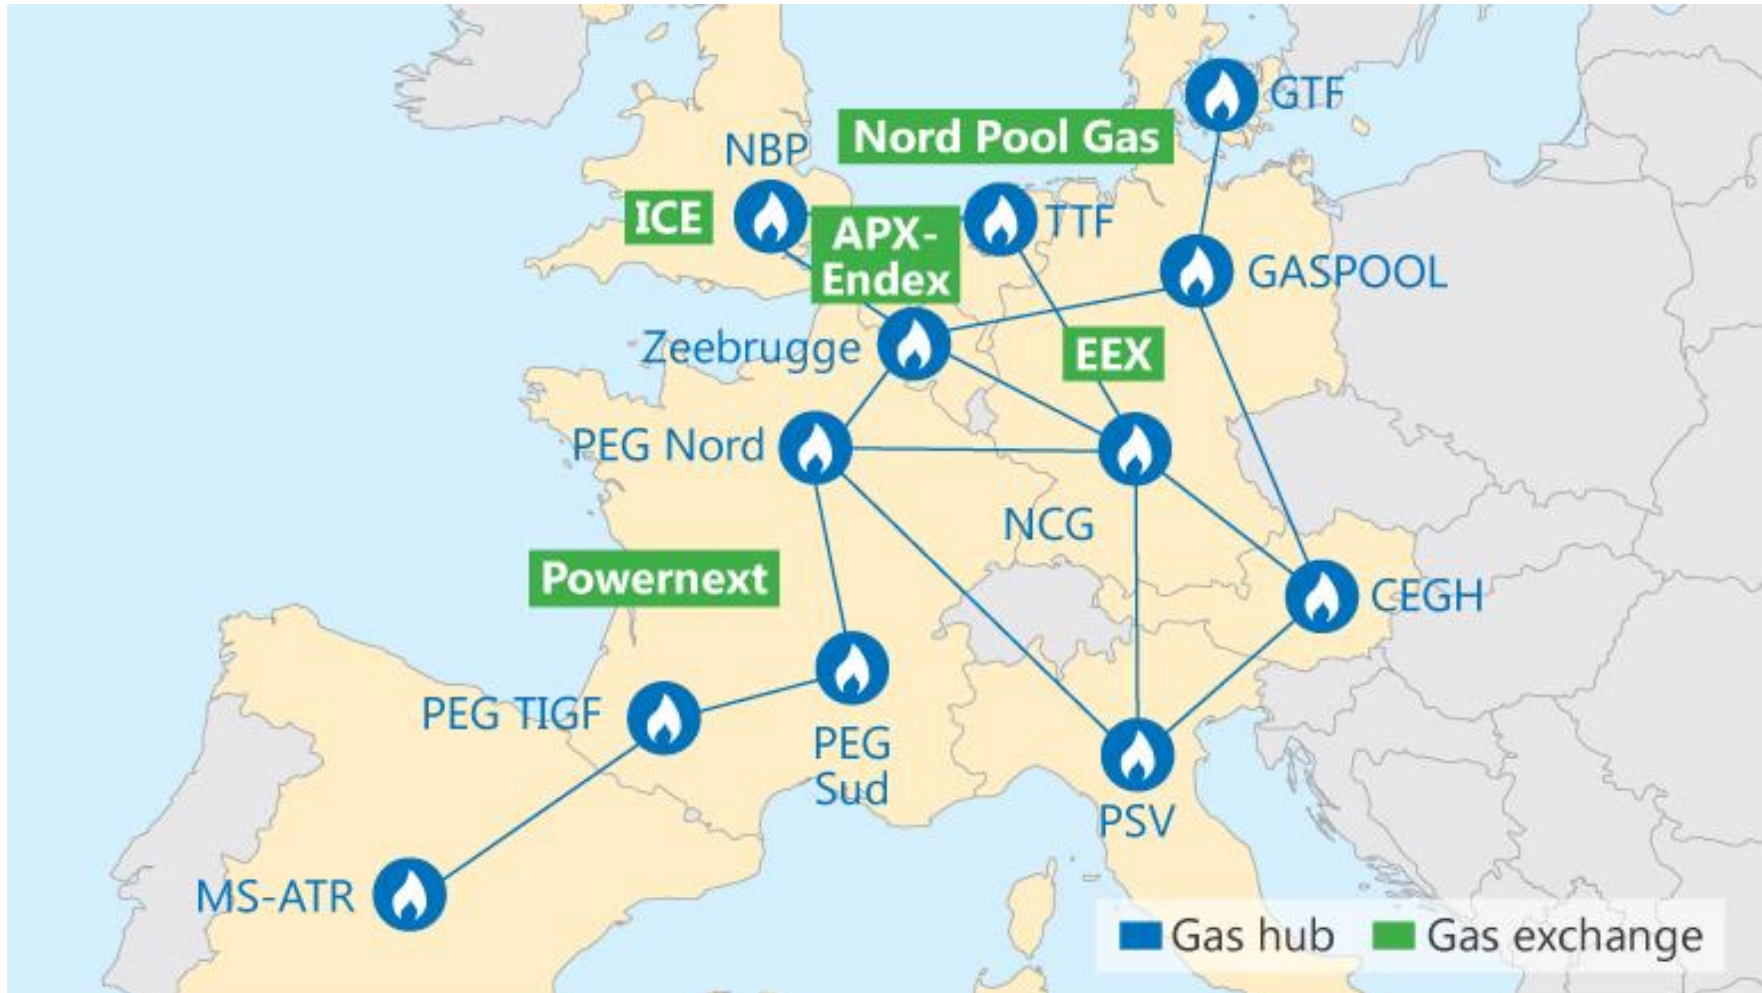 GTF
Nord Pool Gas
NBP
ICE
APX-
Endex
TTF
GASPOOL
Zeebrugge
EEX
PEG Nord
NCG
Powernext
CEGH
PEG TIGF
PEG
Sud
PSV
MS-ATR
Gas hub
Gas exchange